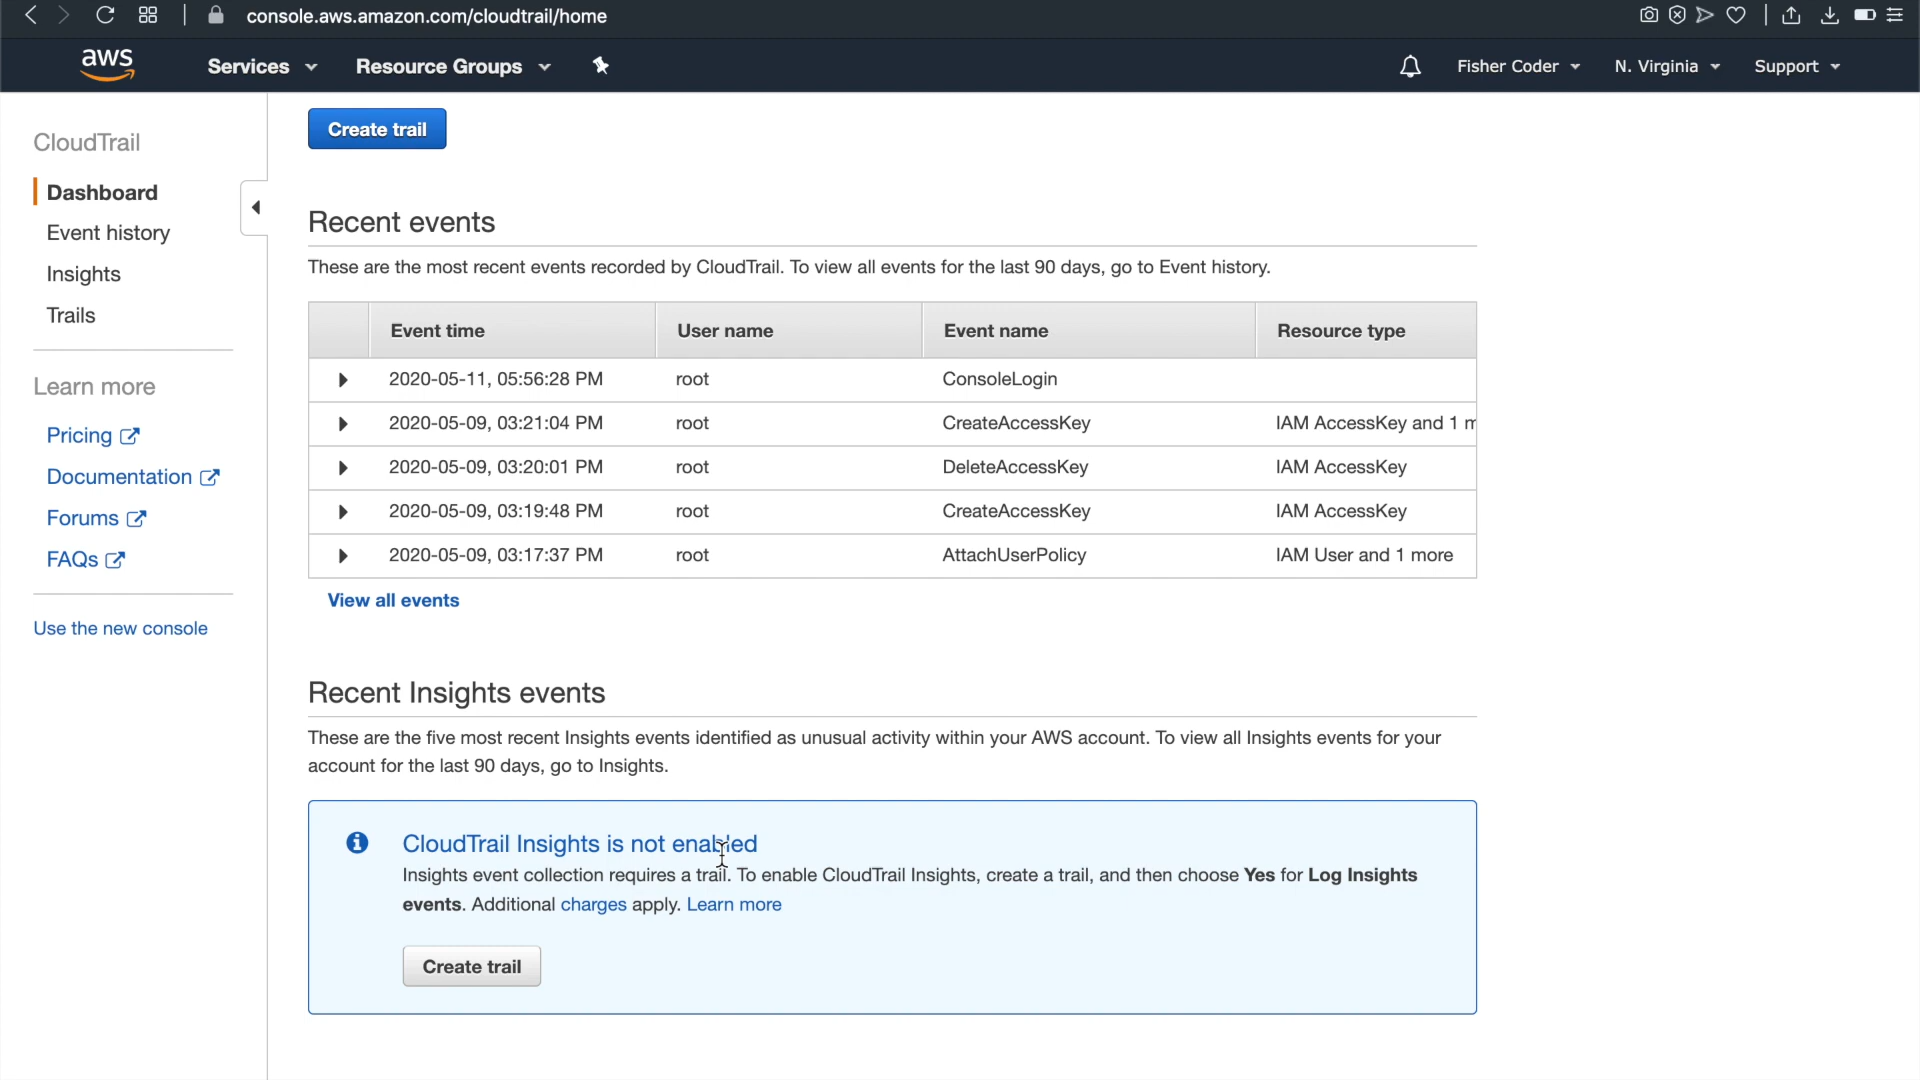 console.aws.amazon.com/cloudtrail/home
aws
Services
Resource Groups
Fisher Coder
N. Virginia
Support
CloudTrail
Dashboard
Event history
Insights
Trails
Learn more
Pricing
Documentation
Forums
FAQs
Use the new console
Create trail
Recent events
These are the most recent events recorded by CloudTrail. To view all events for the last 90 days, go to Event history.
Event time User name Event name Resource type
2020-05-11, 05:56:28 PM root ConsoleLogin
2020-05-09, 03:21:04 PM root CreateAccessKey IAM AccessKey and 1 m
2020-05-09, 03:20:01 PM root DeleteAccessKey IAM AccessKey
2020-05-09, 03:19:48 PM root CreateAccessKey IAM AccessKey
2020-05-09, 03:17:37 PM root AttachUserPolicy IAM User and 1 more
View all events
Recent Insights events
These are the five most recent Insights events identified as unusual activity within your AWS account. To view all Insights events for your
account for the last 90 days, go to Insights.
CloudTrail Insights is not enabled
Insights event collection requires a trail. To enable CloudTrail Insights, create a trail, and then choose Yes for Log Insights
events. Additional charges apply. Learn more
Create trail